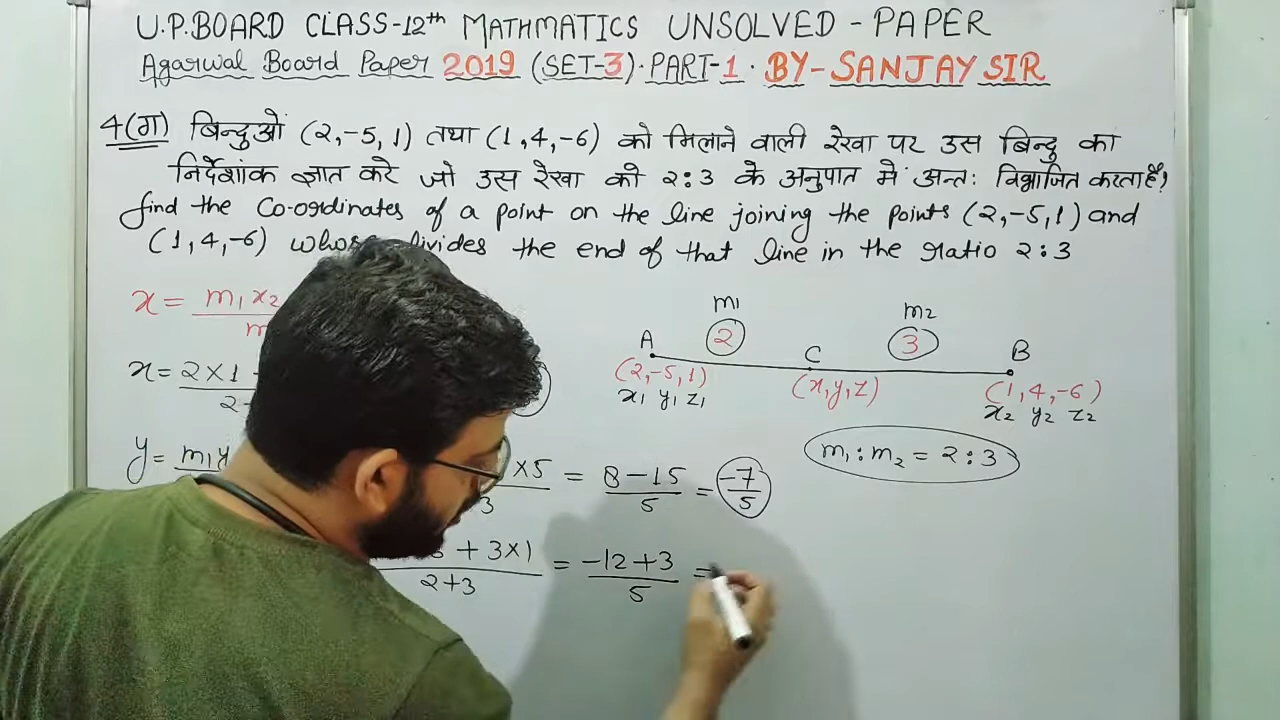 U.P.BOARD CLASS-12th MATHMATICS UNSOLVED - PAPER
Agarwal Board Paper 2019 (SET-3)·PART-1· BY-SANJAY SIR
4(ग) बिन्दुओं (2,-5,1) तथा (1,4,-6) को मिलाने वाली रेखा पर उस बिन्दु का
निर्देशांक ज्ञात करे जो उस रेखा को 2:3 के अनुपात में अन्तः विभाजित करता है,
find the Co-ordinates of a point on the line joining the points (2,-5,1) and
(1,4,-6) divides the end of that line in the ratio 2:3
x = m1 x2
m1 m2
2 3
A C B
(2,-5,1) (x,y,z) (1,4,-6)
x1 y1 z1 x2 y2 z2
x = 2×1
2
m1 : m2 = 2 : 3
y = m1 y ×5 = 8-15 / 5 = -7/5
3
+ 3×1 / 2+3 = -12+3 / 5 =